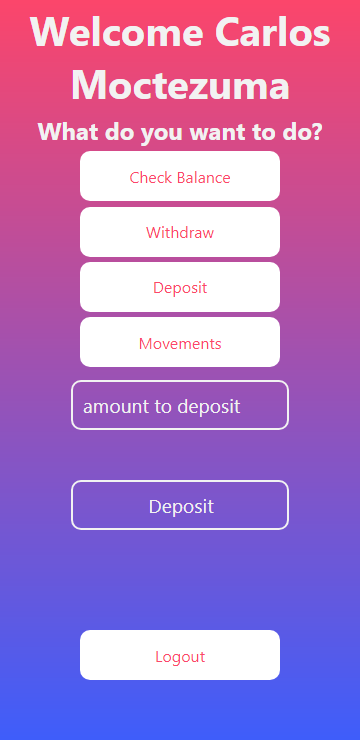 Welcome Carlos
Moctezuma
What do you want to do?
Check Balance
Withdraw
Deposit
Movements
amount to deposit
Deposit
Logout